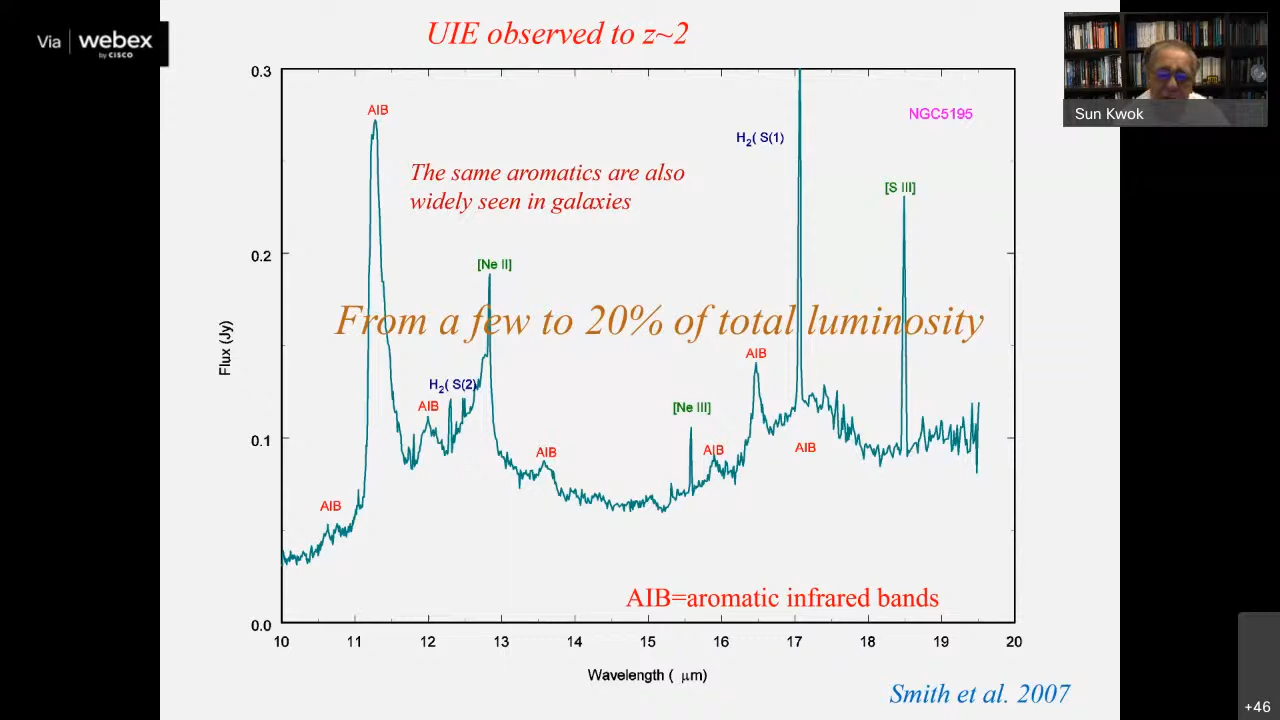 UIE observed to z~2
Via webex
by CISCO
Sun Kwok
0.3
AIB
NGC5195
H2( S(1)
The same aromatics are also
widely seen in galaxies
[S III]
0.2
[Ne II]
From a few to 20% of total luminosity
Flux (Jy)
AIB
H2( S(2)
AIB
[Ne III]
0.1
AIB
AIB
AIB
AIB
AIB=aromatic infrared bands
0.0
10 11 12 13 14 15 16 17 18 19 20
Wavelength ( μm)
Smith et al. 2007
+46